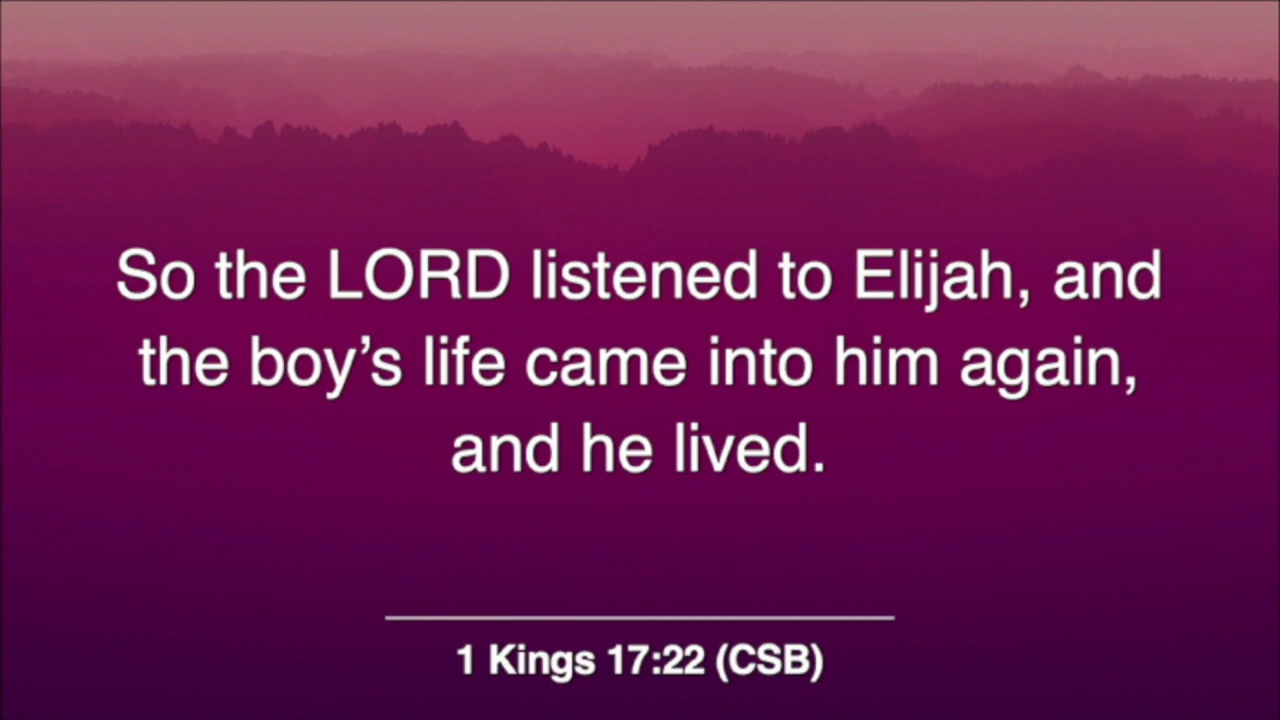 So the LORD listened to Elijah, and
the boy’s life came into him again,
and he lived.
1 Kings 17:22 (CSB)